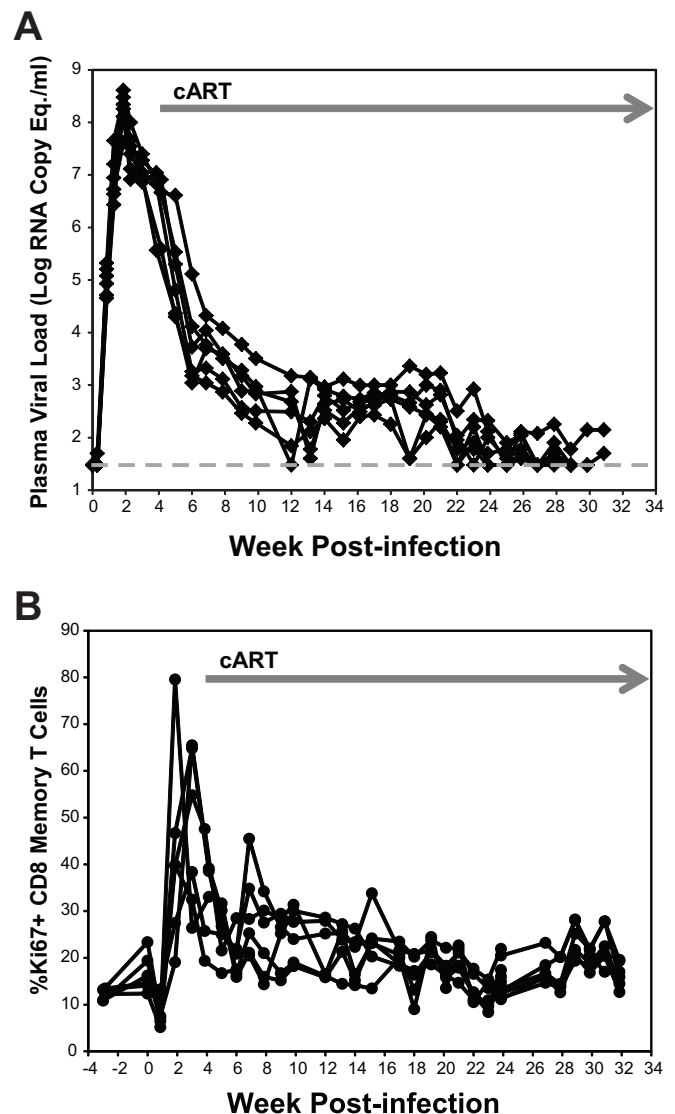 A
Plasma Viral Load (Log RNA Copy Eq./ml)
9
8
7
6
5
4
3
2
1
cART
0 2 4 6 8 10 12 14 16 18 20 22 24 26 28 30 32 34
Week Post-infection
B
%Ki67+ CD8 Memory T Cells
90
80
70
60
50
40
30
20
10
0
cART
-4 -2 0 2 4 6 8 10 12 14 16 18 20 22 24 26 28 30 32 34
Week Post-infection